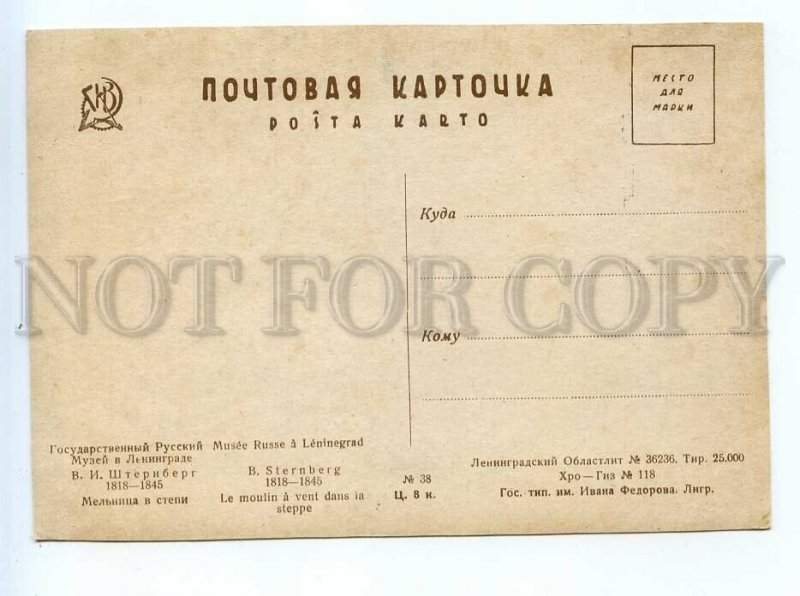 ПОЧТОВАЯ КАРТОЧКА
POŜTA KARTO
МЕСТО
ДЛЯ
МАРКИ
Куда
Кому
NOT FOR COPY
Государственный Русский
Музей в Ленинграде
В. И. Штернберг
1818—1845
Мельница в степи
Musée Russe à Léninegrad
B. Sternberg
1818—1845
Le moulin à vent dans la
steppe
№ 38
Ц. 8 к.
Ленинградский Областлит № 36236. Тир. 25.000
Хро—Гиз № 118
Гос. тип. им. Ивана Федорова. Лнгр.